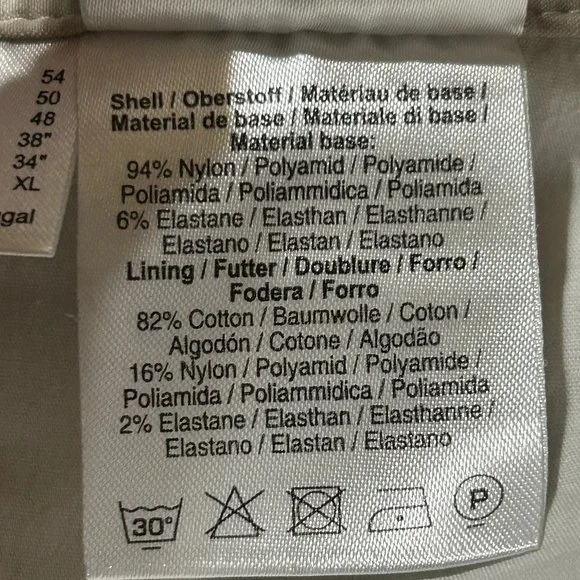 54
50
48
38"
34"
XL
gal
Shell / Oberstoff / Matériau de base /
Material de base / Materiale di base /
Material base:
94% Nylon / Polyamid / Polyamide /
Poliamida / Poliammidica / Poliamida
6% Elastane / Elasthan / Elasthanne /
Elastano / Elastan / Elastano
Lining / Futter / Doublure / Forro /
Fodera / Forro
82% Cotton / Baumwolle / Coton /
Algodón / Cotone / Algodão
16% Nylon / Polyamid / Polyamide /
Poliamida / Poliammidica / Poliamida
2% Elastane / Elasthan / Elasthanne /
Elastano / Elastan / Elastano
30° P